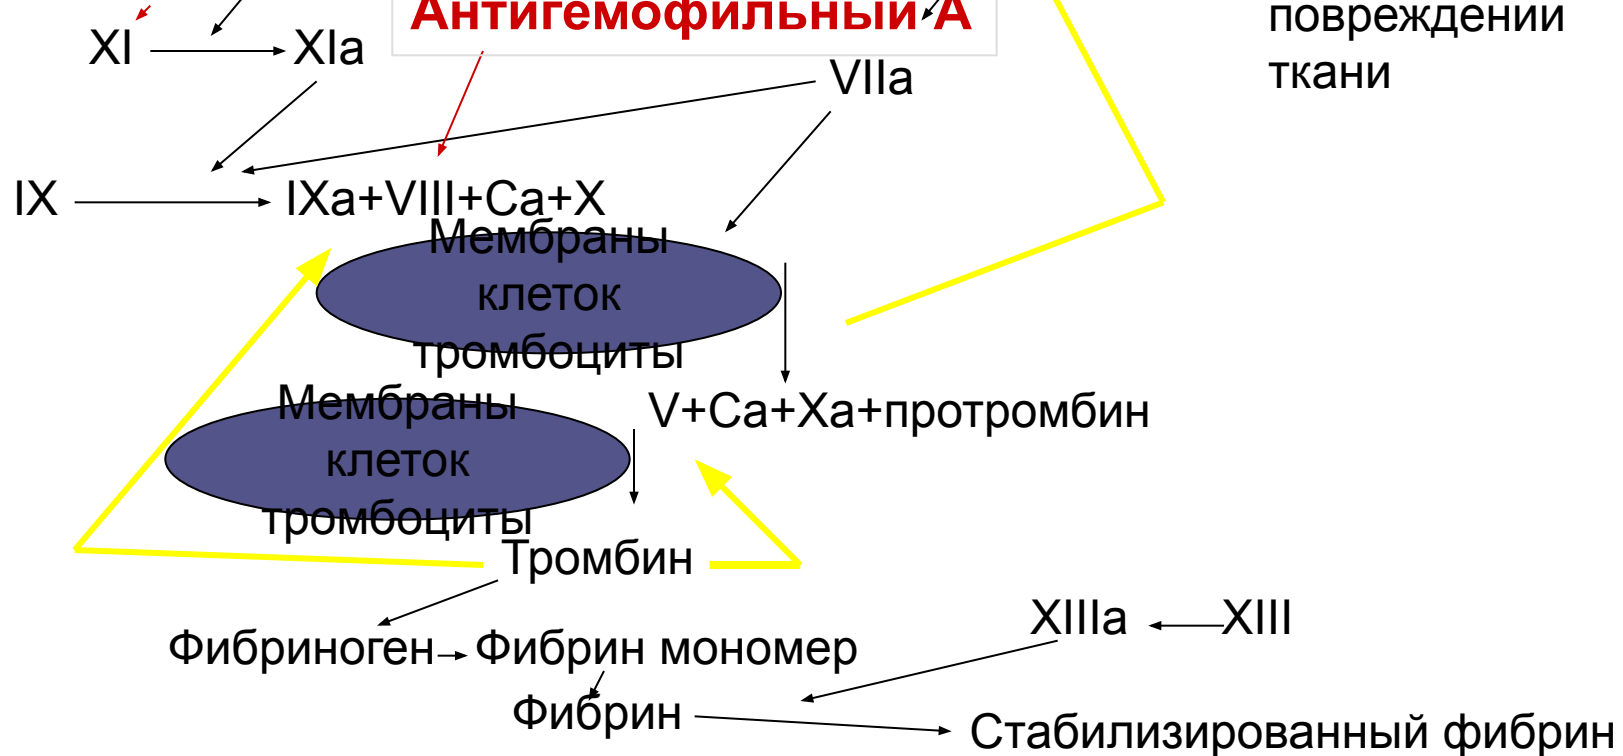 Антигемофильный А
повреждении
ткани
XI
XIa
VIIa
IX
IXa+VIII+Ca+X
Мембраны
клеток
тромбоциты
Мембраны
клеток
тромбоциты
V+Ca+Xa+протромбин
Тромбин
XIIIa
XIII
Фибриноген
Фибрин мономер
Фибрин
Стабилизированный фибрин